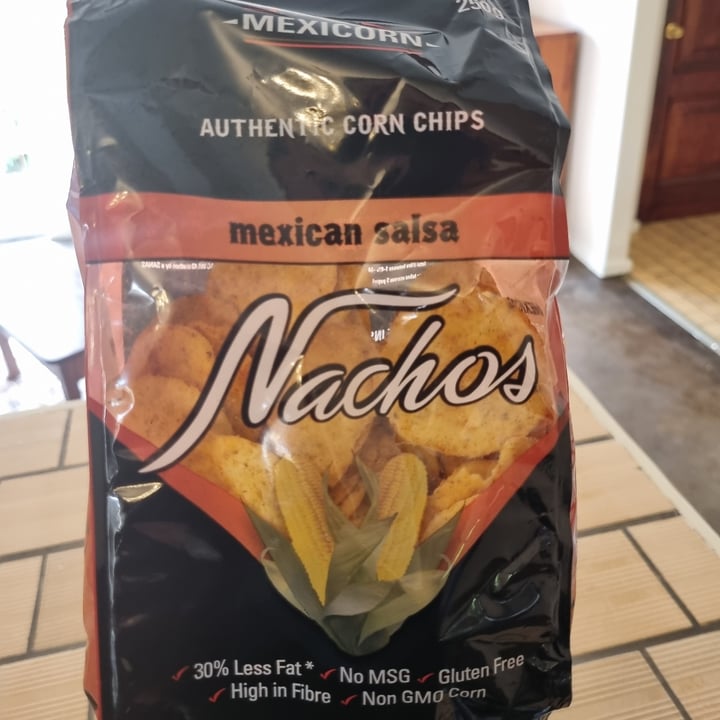 250g
MEXICORN
AUTHENTIC CORN CHIPS
mexican salsa
Nachos
✓ 30% Less Fat* ✓ No MSG ✓ Gluten Free
✓ High in Fibre ✓ Non GMO Corn